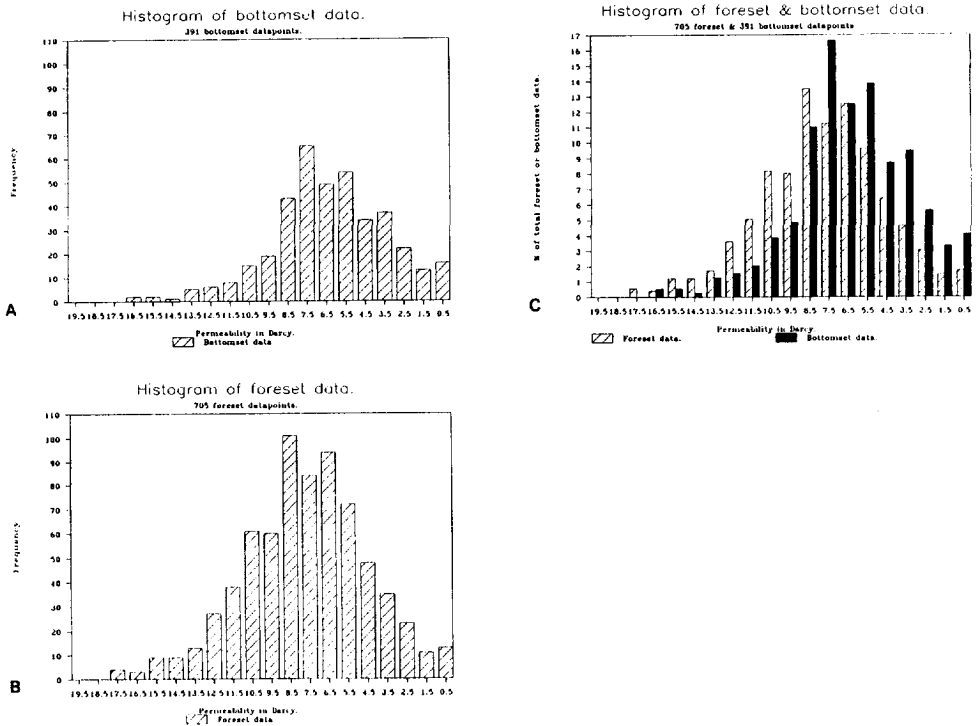 Histogram of bottomset data.
391 bottomset datapoints.
110
100
90
80
70
60
50
40
30
20
10
0
Frequency
19.5 18.5 17.5 16.5 15.5 14.5 13.5 12.5 11.5 10.5 9.5 8.5 7.5 6.5 5.5 4.5 3.5 2.5 1.5 0.5
Permeability in Darcy.
Bottomset data
A
Histogram of foreset data.
705 foreset datapoints.
110
100
90
80
70
60
50
40
30
20
10
0
Frequency
19.5 18.5 17.5 16.5 15.5 14.5 13.5 12.5 11.5 10.5 9.5 8.5 7.5 6.5 5.5 4.5 3.5 2.5 1.5 0.5
Permeability in Darcy.
Foreset data
B
Histogram of foreset & bottomset data.
705 foreset & 391 bottomset datapoints
17
16
15
14
13
12
11
10
9
8
7
6
5
4
3
2
1
0
% of total foreset or bottomset data.
19.5 18.5 17.5 16.5 15.5 14.5 13.5 12.5 11.5 10.5 9.5 8.5 7.5 6.5 5.5 4.5 3.5 2.5 1.5 0.5
Permeability in Darcy.
Foreset data.
Bottomset data.
C